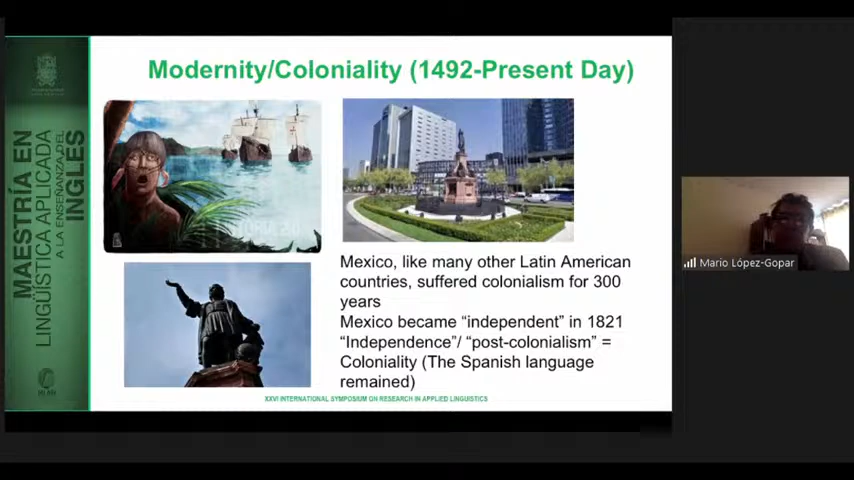 MAESTRÍA EN
LINGÜÍSTICA APLICADA
A LA ENSEÑANZA DEL
INGLÉS
Modernity/Coloniality (1492-Present Day)
Mexico, like many other Latin American
countries, suffered colonialism for 300
years
Mexico became “independent” in 1821
“Independence”/ “post-colonialism” =
Coloniality (The Spanish language
remained)
XXVI INTERNATIONAL SYMPOSIUM ON RESEARCH IN APPLIED LINGUISTICS
Mario López-Gopar